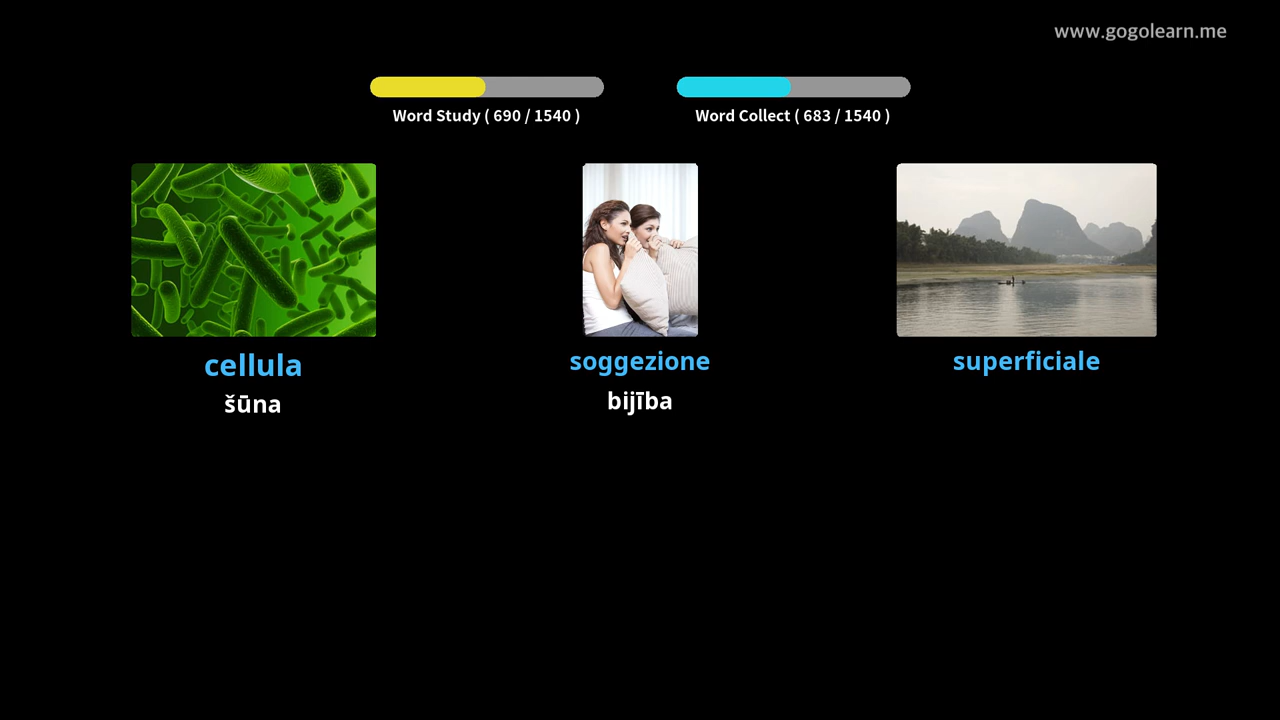 www.gogolearn.me
Word Study ( 690 / 1540 )
Word Collect ( 683 / 1540 )
cellula
šūna
soggezione
bijība
superficiale